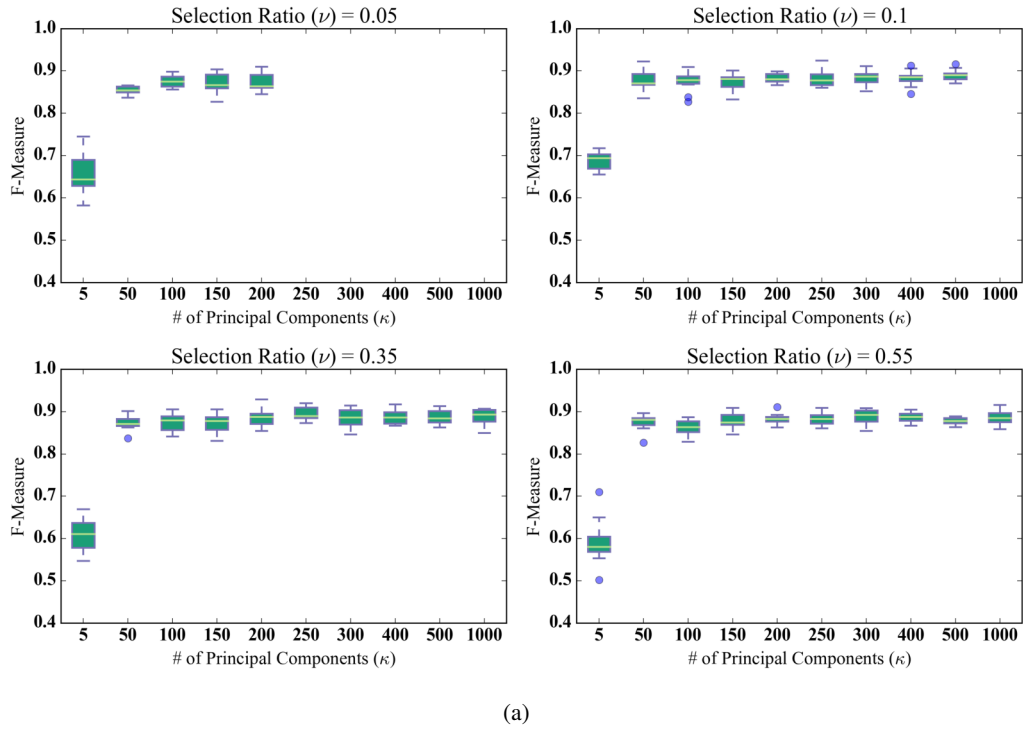 Selection Ratio (ν) = 0.05
1.0
0.9
0.8
0.7
0.6
0.5
0.4
F-Measure
5 50 100 150 200 250 300 400 500 1000
# of Principal Components (κ)
Selection Ratio (ν) = 0.1
1.0
0.9
0.8
0.7
0.6
0.5
0.4
F-Measure
5 50 100 150 200 250 300 400 500 1000
# of Principal Components (κ)
Selection Ratio (ν) = 0.35
1.0
0.9
0.8
0.7
0.6
0.5
0.4
F-Measure
5 50 100 150 200 250 300 400 500 1000
# of Principal Components (κ)
Selection Ratio (ν) = 0.55
1.0
0.9
0.8
0.7
0.6
0.5
0.4
F-Measure
5 50 100 150 200 250 300 400 500 1000
# of Principal Components (κ)
(a)